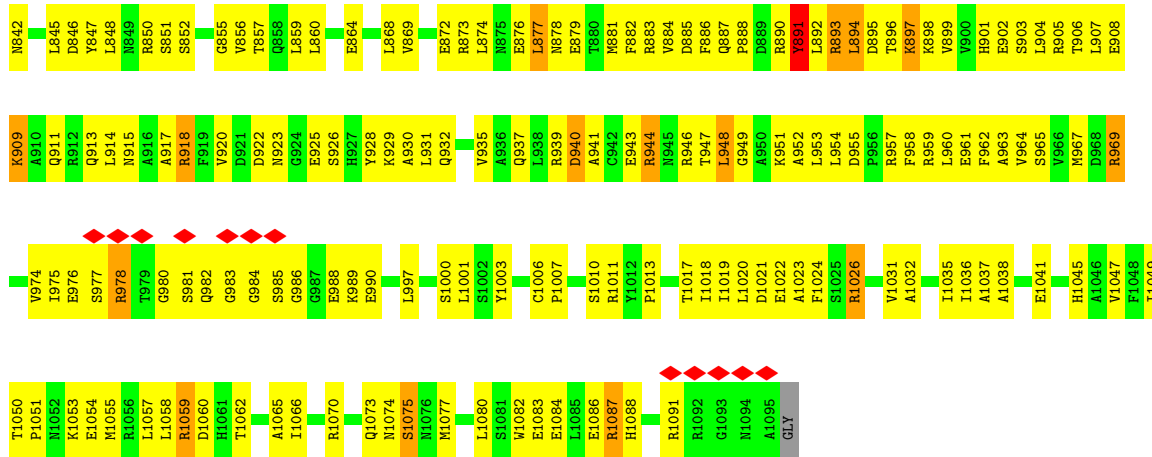 N842 L845 D846 Y847 L848 N849 R850 S851 S852 G855 V856 T857 Q858 L859 L860 E864 L868 V869 E872 R873 L874 N875 E876 L877 N878 E879 T880 M881 F882 R883 V884 D885 F886 Q887 P888 D889 R890 Y891 L892 R893 L894 D895 T896 K897 K898 V899 V900 H901 E902 S903 L904 R905 T906 L907 E908
K909 A910 Q911 R912 Q913 L914 N915 A916 A917 R918 F919 V920 D921 D922 N923 G924 E925 S926 H927 Y928 K929 A930 L931 Q932 V935 A936 Q937 L938 R939 D940 A941 C942 E943 R944 N945 R946 T947 L948 G949 A950 K951 A952 L953 L954 D955 P956 R957 F958 R959 L960 E961 F962 A963 V964 S965 V966 M967 D968 R969
V974 I975 E976 S977 R978 T979 G980 S981 Q982 G983 G984 S985 G986 G987 E988 K989 E990 L997 S1000 L1001 S1002 Y1003 C1006 P1007 S1010 R1011 Y1012 P1013 T1017 I1018 I1019 L1020 D1021 E1022 A1023 F1024 S1025 R1026 V1031 A1032 I1035 I1036 A1037 A1038 E1041 H1045 A1046 V1047 F1048 I1049
T1050 P1051 N1052 K1053 E1054 M1055 R1056 L1057 L1058 R1059 D1060 H1061 T1062 A1065 I1066 R1070 Q1073 N1074 S1075 N1076 M1077 L1080 S1081 W1082 E1083 E1084 L1085 E1086 R1087 H1088 R1091 R1092 G1093 N1094 A1095 GLY